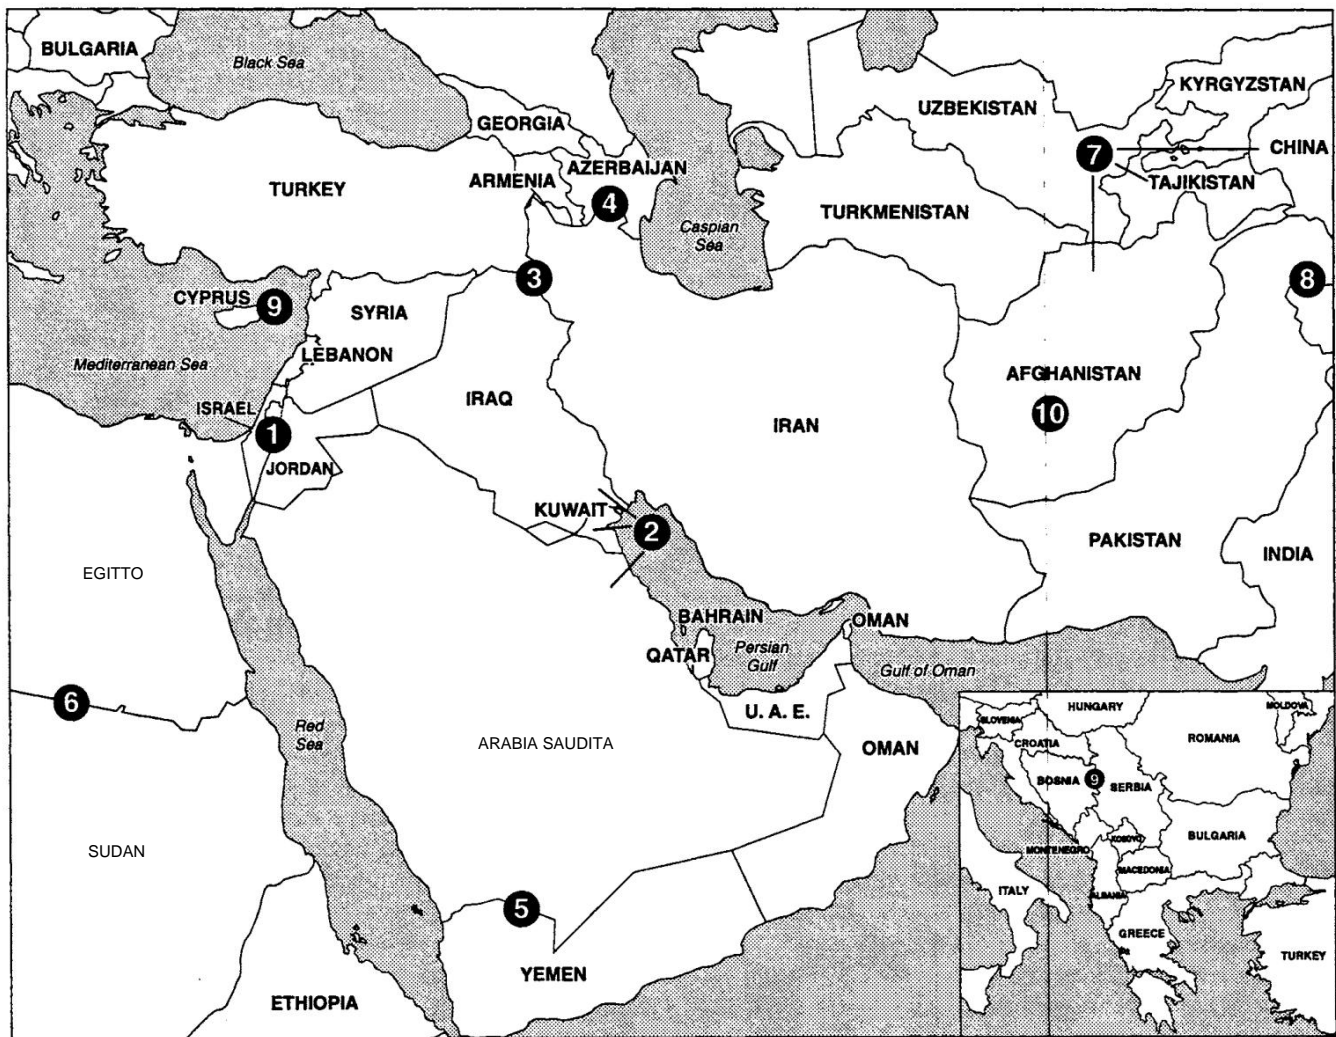 BULGARIA
Black Sea
GEORGIA
UZBEKISTAN
KYRGYZSTAN
CHINA
7
TAJIKISTAN
TURKEY
ARMENIA
AZERBAIJAN
4
TURKMENISTAN
Caspian
Sea
3
8
CYPRUS
9
SYRIA
LEBANON
Mediterranean Sea
ISRAEL
1
JORDAN
IRAQ
IRAN
AFGHANISTAN
10
KUWAIT
2
PAKISTAN
INDIA
EGITTO
BAHRAIN
QATAR
Persian
Gulf
OMAN
Gulf of Oman
U. A. E.
6
Red
Sea
ARABIA SAUDITA
OMAN
SUDAN
5
YEMEN
ETHIOPIA
HUNGARY
MOLDOVA
SLOVENIA
CROATIA
ROMANIA
BOSNIA
9
SERBIA
BULGARIA
KOSOVO
MONTENEGRO
MACEDONIA
ALBANIA
ITALY
GREECE
TURKEY